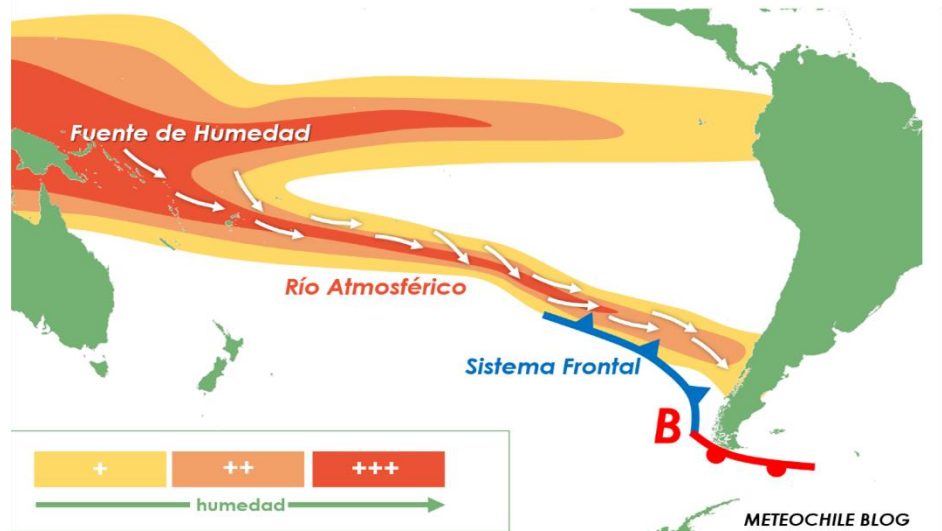 Fuente de Humedad
Río Atmosférico
Sistema Frontal
B
+ ++ +++
humedad
METEOCHILE BLOG